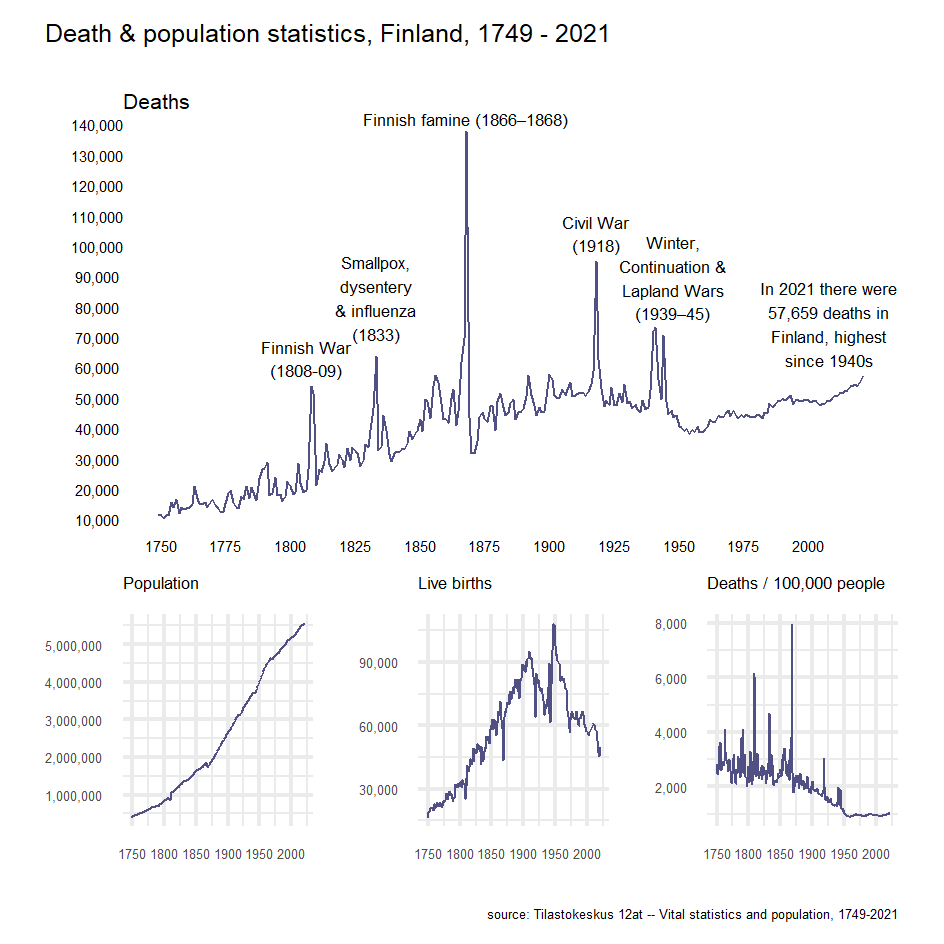 Death & population statistics, Finland, 1749 - 2021
Deaths
Finnish famine (1866–1868)
140,000
130,000
120,000
110,000
100,000
90,000
80,000
70,000
60,000
50,000
40,000
30,000
20,000
10,000
Finnish War
(1808-09)
Smallpox,
dysentery
& influenza
(1833)
Civil War
(1918)
Winter,
Continuation &
Lapland Wars
(1939–45)
In 2021 there were
57,659 deaths in
Finland, highest
since 1940s
1750 1775 1800 1825 1850 1875 1900 1925 1950 1975 2000
Population
5,000,000
4,000,000
3,000,000
2,000,000
1,000,000
1750 1800 1850 1900 1950 2000
Live births
90,000
60,000
30,000
1750 1800 1850 1900 1950 2000
Deaths / 100,000 people
8,000
6,000
4,000
2,000
1750 1800 1850 1900 1950 2000
source: Tilastokeskus 12at -- Vital statistics and population, 1749-2021